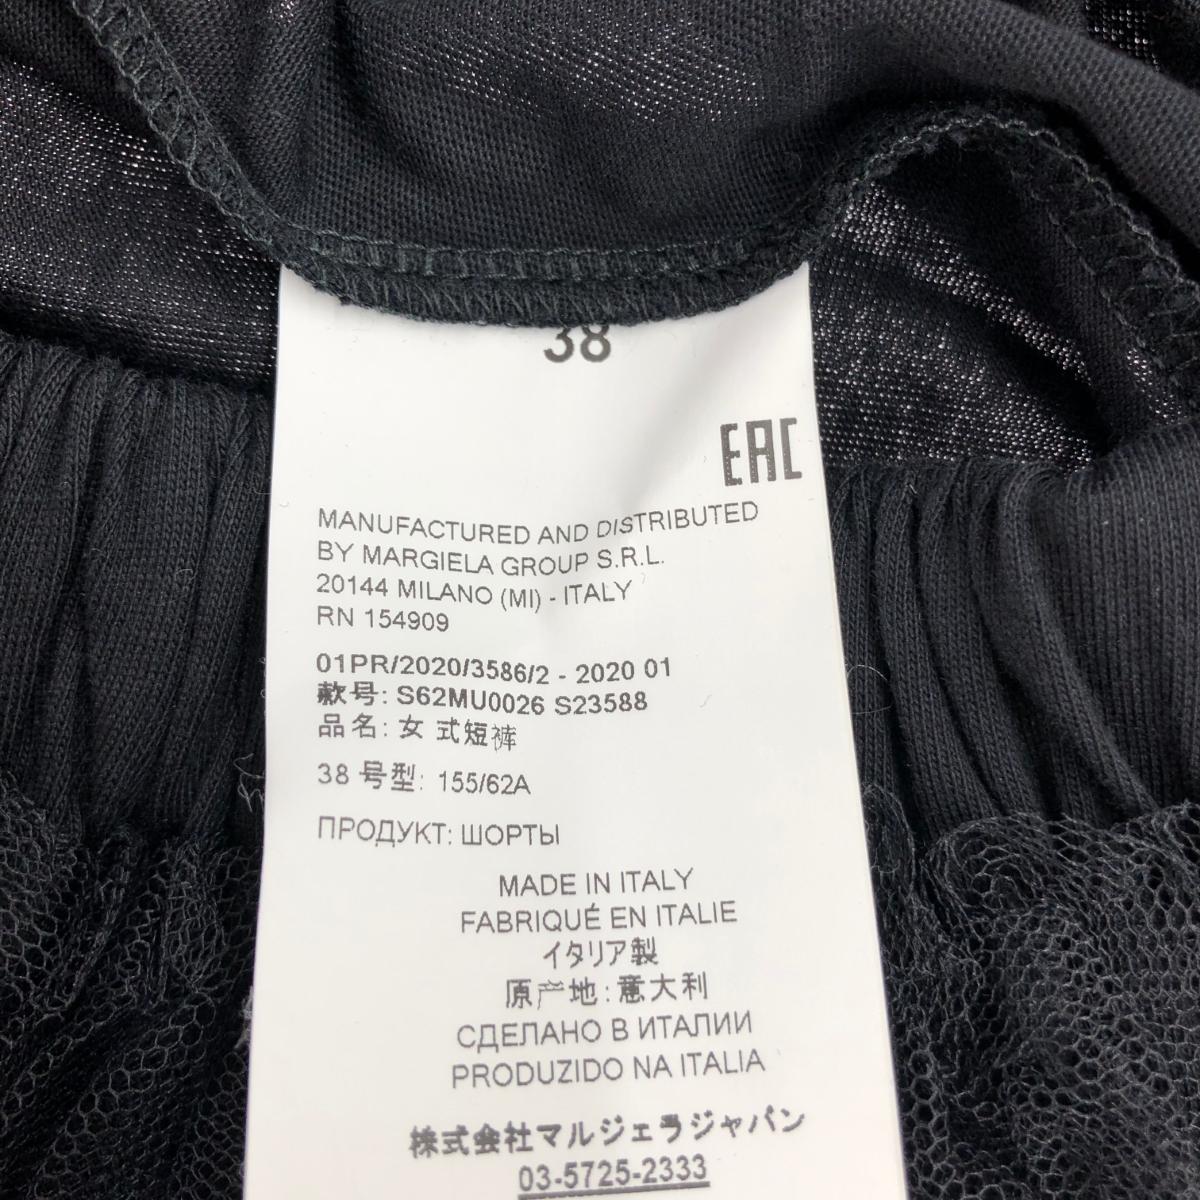 38
EAC
MANUFACTURED AND DISTRIBUTED
BY MARGIELA GROUP S.R.L.
20144 MILANO (MI) - ITALY
RN 154909
01PR/2020/3586/2 - 2020 01
款号: S62MU0026 S23588
品名: 女 式短裤
38 号型: 155/62A
ПРОДУКТ: ШОРТЫ
MADE IN ITALY
FABRIQUÉ EN ITALIE
イタリア製
原产地: 意大利
СДЕЛАНО В ИТАЛИИ
PRODUZIDO NA ITALIA
株式会社マルジェラジャパン
03-5725-2333